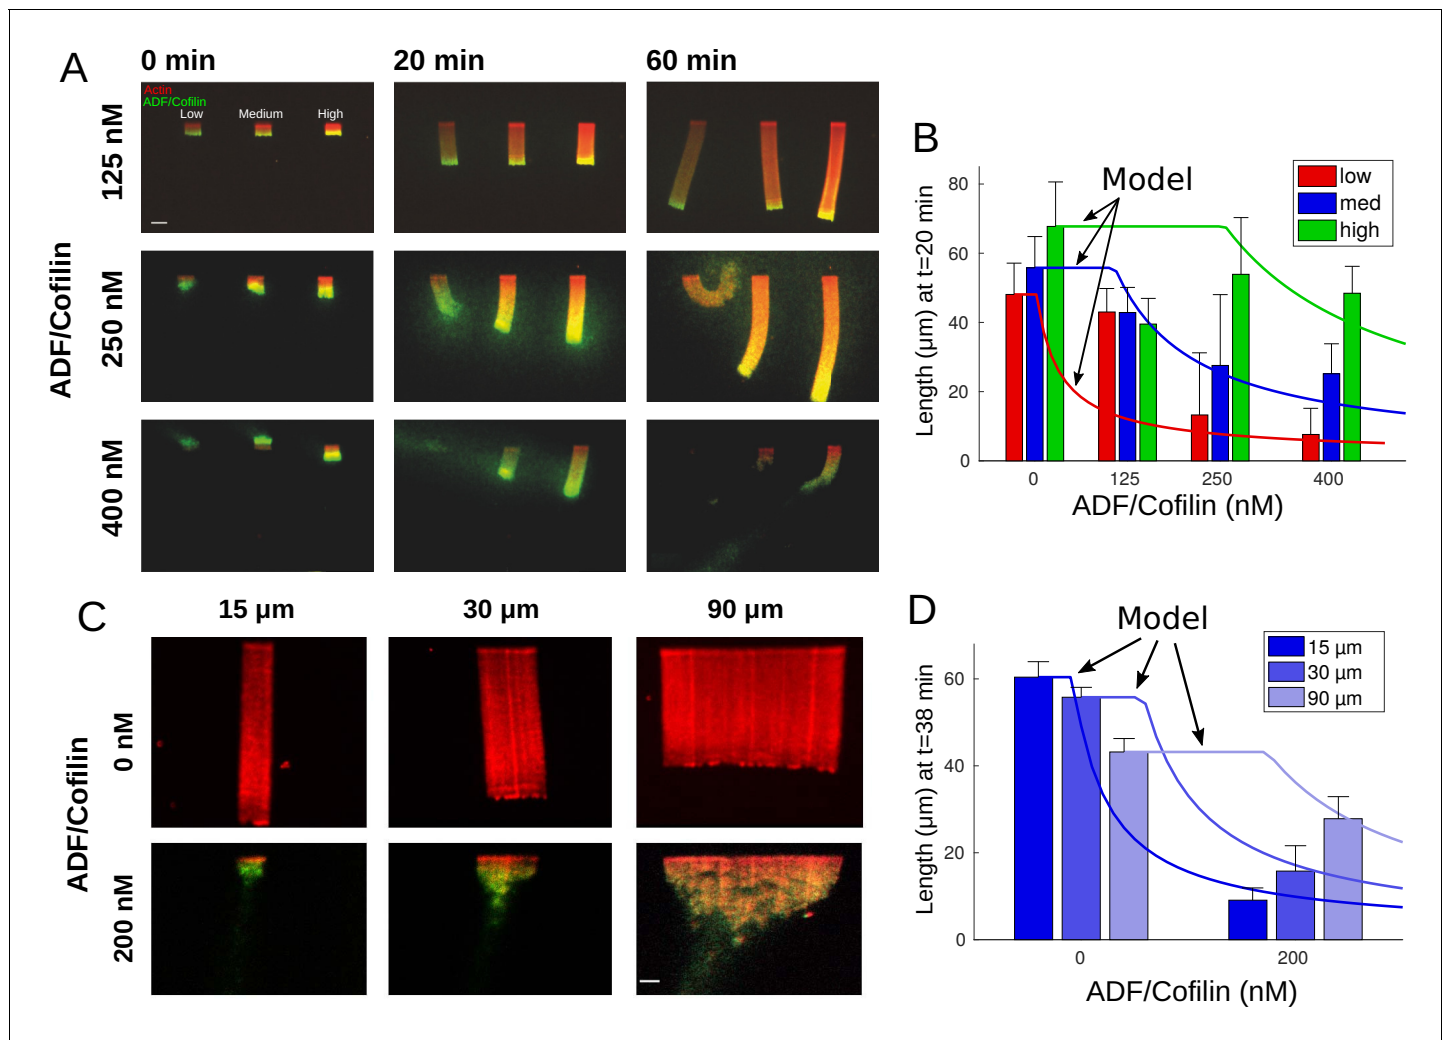 A
0 min
20 min
60 min
Actin
ADF/Cofilin
Low
Medium
High
125 nM
250 nM
400 nM
ADF/Cofilin
B
Model
low
med
high
80
60
40
20
0
0
125
250
400
Length (µm) at t=20 min
ADF/Cofilin (nM)
C
15 µm
30 µm
90 µm
0 nM
200 nM
ADF/Cofilin
D
Model
15 µm
30 µm
90 µm
60
40
20
0
0
200
Length (µm) at t=38 min
ADF/Cofilin (nM)